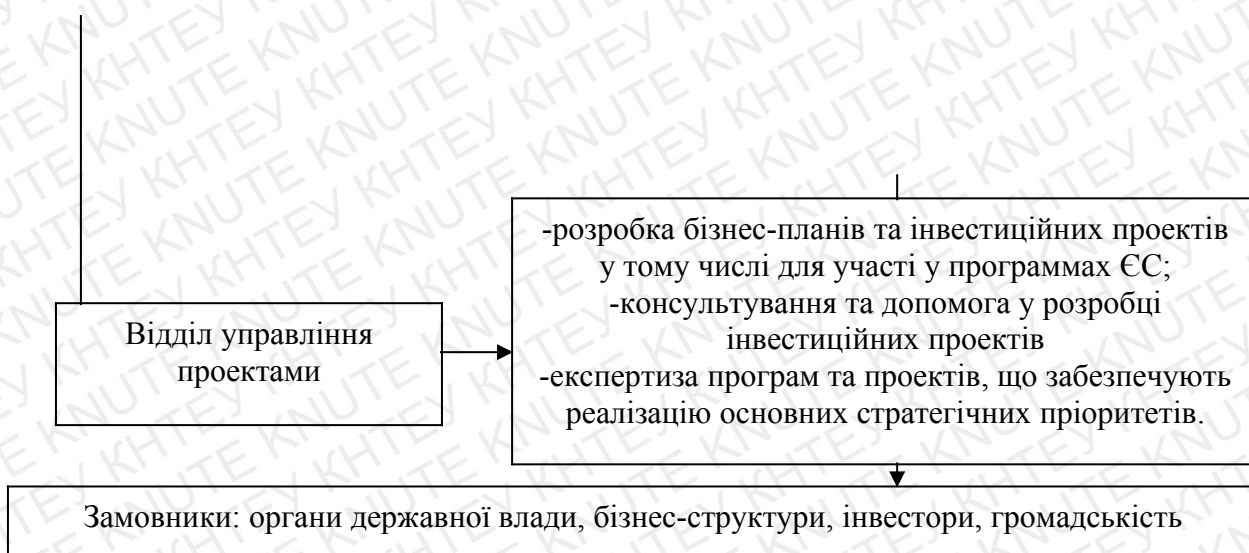 Відділ управління
проектами
-розробка бізнес-планів та інвестиційних проектів
у тому числі для участі у программах ЄС;
-консультування та допомога у розробці
інвестиційних проектів
-експертиза програм та проектів, що забезпечують
реалізацію основних стратегічних пріоритетів.
Замовники: органи державної влади, бізнес-структури, інвестори, громадськість